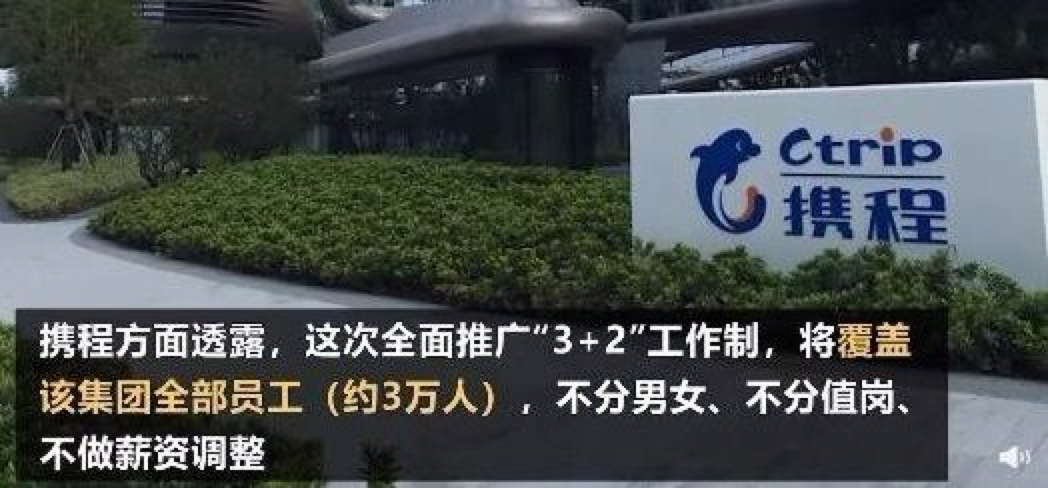 Ctrip
携程
携程方面透露，这次全面推广“3+2”工作制，将覆盖
该集团全部员工（约3万人），不分男女、不分值岗、
不做薪资调整